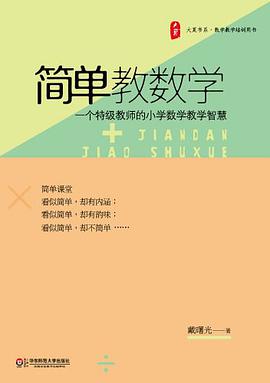 大夏书系·数学教学培训用书
简单教数学
一个特级教师的小学数学教学智慧
JIANDAN
JIAO SHUXUE
简单课堂
看似简单,却有内涵;
看似简单,却有韵味;
看似简单,却不简单……
戴曙光 — 著
华东师范大学出版社